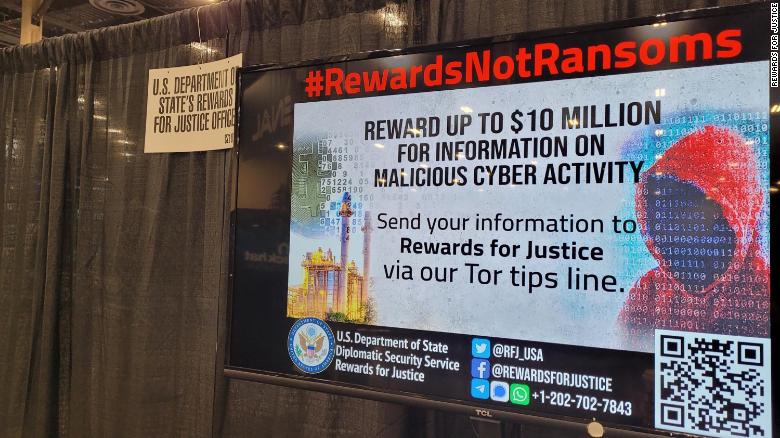 U.S. DEPARTMENT O
STATE'S REWARDS
FOR JUSTICE OFFICE
#RewardsNotRansoms
REWARD UP TO $10 MILLION
FOR INFORMATION ON
MALICIOUS CYBER ACTIVITY
Send your information to
Rewards for Justice
via our Tor tips line.
U.S. Department of State
Diplomatic Security Service
Rewards for Justice
@RFJ_USA
@REWARDSFORJUSTICE
+1-202-702-7843
TCL
REWARDS FOR JUSTICE